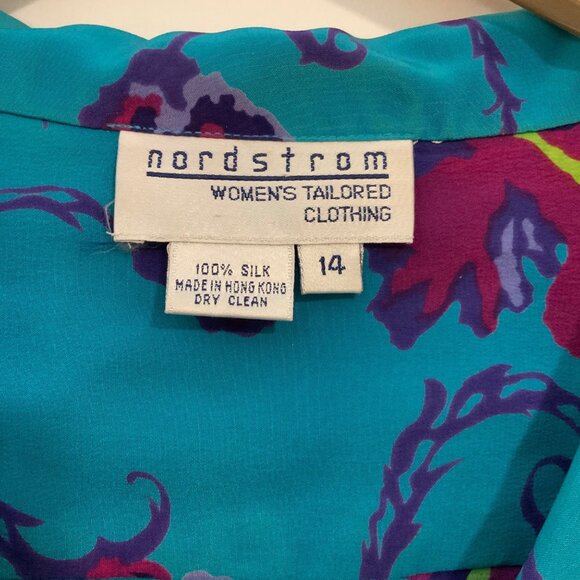 nordstrom
WOMEN'S TAILORED
CLOTHING
100% SILK
MADE IN HONG KONG
DRY CLEAN
14